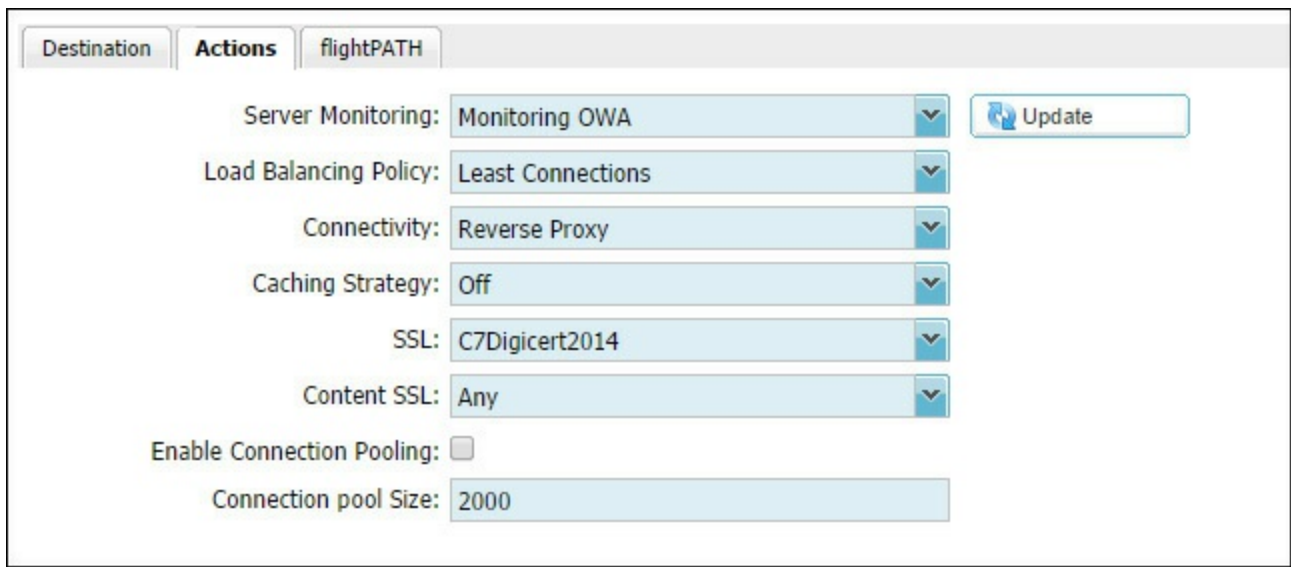 Destination Actions flightPATH
Server Monitoring: Monitoring OWA Update
Load Balancing Policy: Least Connections
Connectivity: Reverse Proxy
Caching Strategy: Off
SSL: C7Digicert2014
Content SSL: Any
Enable Connection Pooling:
Connection pool Size: 2000